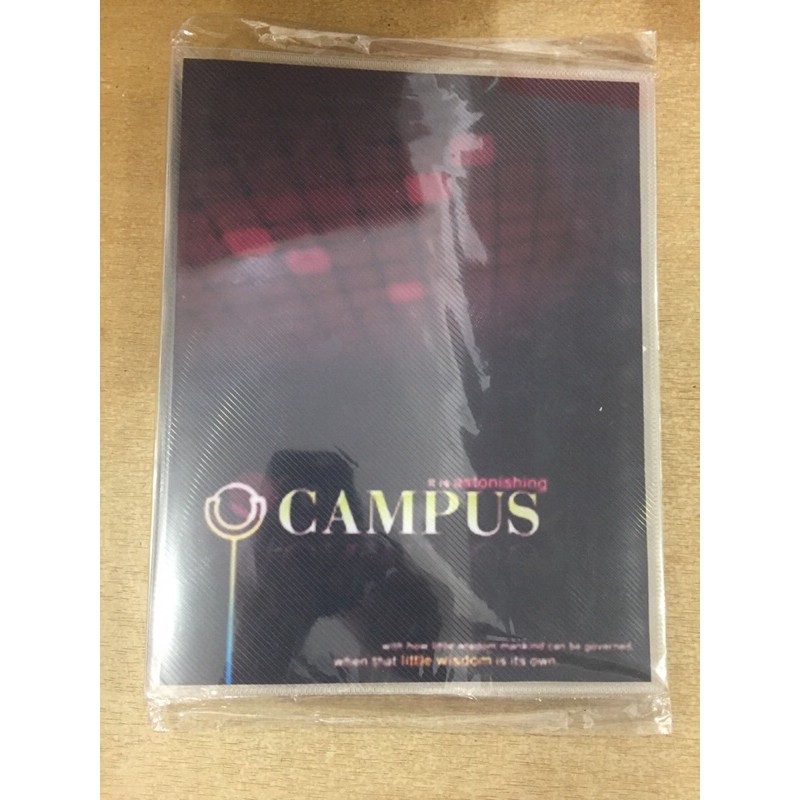 It is astonishing
CAMPUS
with how little wisdom mankind can be governed,
when that little wisdom is its own.